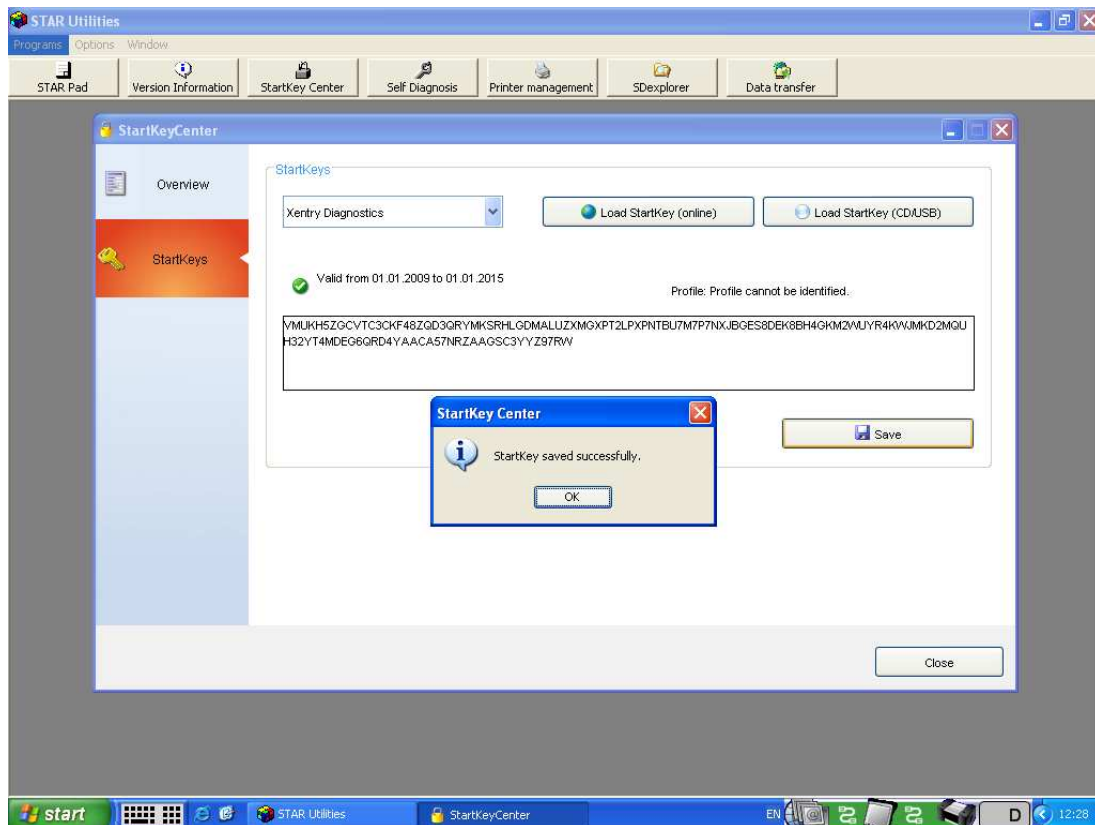 STAR Utilities
Programs Options Window
STAR Pad
Version Information
StartKey Center
Self Diagnosis
Printer management
SDexplorer
Data transfer
StartKeyCenter
Overview
StartKeys
StartKeys
Xentry Diagnostics
Load StartKey (online)
Load StartKey (CD/USB)
Valid from 01.01.2009 to 01.01.2015
Profile: Profile cannot be identified.
VMUKH5ZGCVTC3CKF48ZQD3QRYMKSRHLGDMALUZXMGXPT2LPXPNTBU7M7P7NXJBGES8DEK8BH4GKM2WUYR4KWJMKD2MQU
H32YT4MDEG6QRD4YAACA57NRZAAGSC3YYZ97RW
StartKey Center
StartKey saved successfully.
OK
Save
Close
start
STAR Utilities
StartKeyCenter
EN
D
12:28